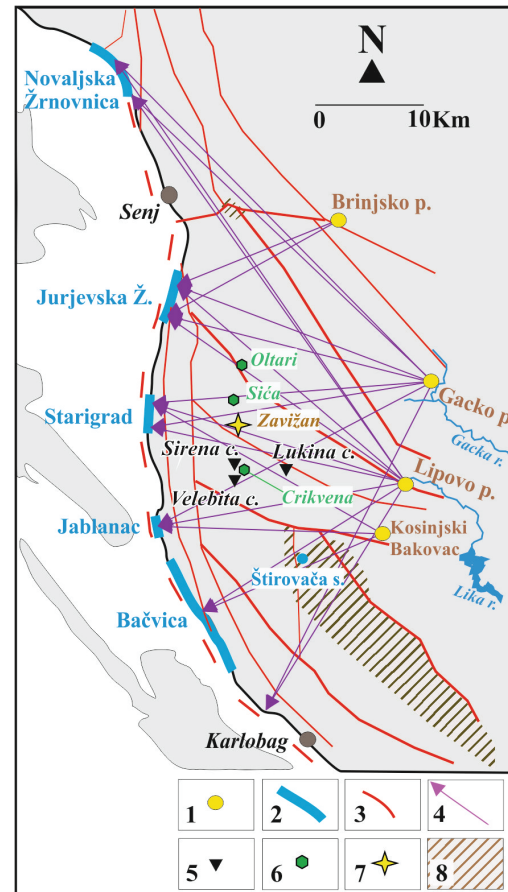 N
0 10Km
Novaljska
Žrnovnica
Brinjsko p.
Senj
Jurjevska Ž.
Oltari
Gacko p.
Sića
Starigrad
Zavižan
Gacka r.
Sirena c.
Lukina c.
Lipovo p.
Velebita c.
Crikvena
Jablanac
Kosinjski
Bakovac
Štirovača s.
Lika r.
Bačvica
Karlobag
1 2 3 4
5 6 7 8